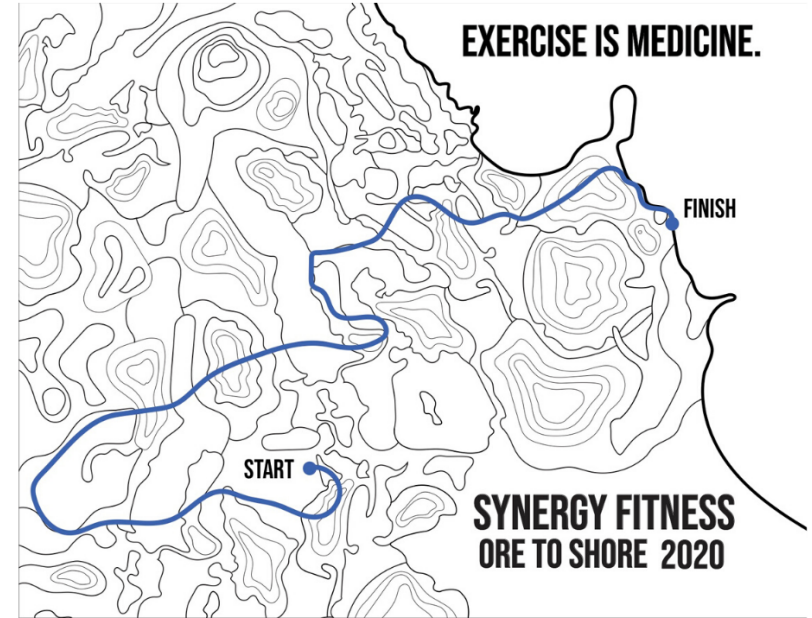 EXERCISE IS MEDICINE.
FINISH
START
SYNERGY FITNESS
ORE TO SHORE 2020